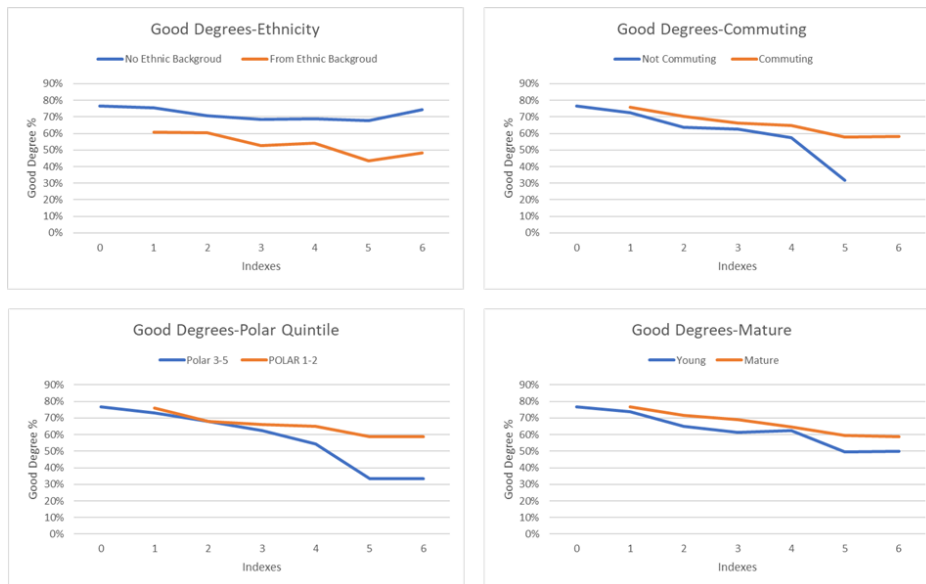 Good Degrees-Ethnicity
No Ethnic Backgroud From Ethnic Backgroud
90%
80%
70%
60%
50%
40%
30%
20%
10%
0%
Good Degree %
0 1 2 3 4 5 6
Indexes
Good Degrees-Commuting
Not Commuting Commuting
90%
80%
70%
60%
50%
40%
30%
20%
10%
0%
Good Degree %
0 1 2 3 4 5 6
Indexes
Good Degrees-Polar Quintile
Polar 3-5 POLAR 1-2
90%
80%
70%
60%
50%
40%
30%
20%
10%
0%
Good Degree %
0 1 2 3 4 5 6
Indexes
Good Degrees-Mature
Young Mature
90%
80%
70%
60%
50%
40%
30%
20%
10%
0%
Good Degree %
0 1 2 3 4 5 6
Indexes